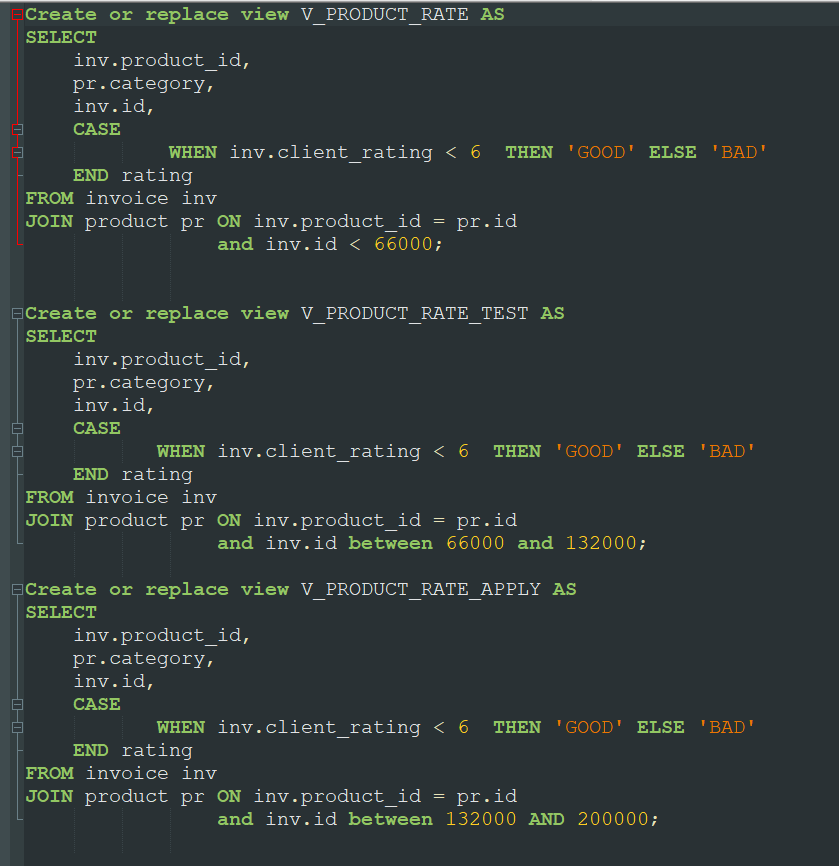 Create or replace view V_PRODUCT_RATE AS
SELECT
inv.product_id,
pr.category,
inv.id,
CASE
WHEN inv.client_rating < 6  THEN 'GOOD' ELSE 'BAD'
END rating
FROM invoice inv
JOIN product pr ON inv.product_id = pr.id
and inv.id < 66000;
Create or replace view V_PRODUCT_RATE_TEST AS
SELECT
inv.product_id,
pr.category,
inv.id,
CASE
WHEN inv.client_rating < 6  THEN 'GOOD' ELSE 'BAD'
END rating
FROM invoice inv
JOIN product pr ON inv.product_id = pr.id
and inv.id between 66000 and 132000;
Create or replace view V_PRODUCT_RATE_APPLY AS
SELECT
inv.product_id,
pr.category,
inv.id,
CASE
WHEN inv.client_rating < 6  THEN 'GOOD' ELSE 'BAD'
END rating
FROM invoice inv
JOIN product pr ON inv.product_id = pr.id
and inv.id between 132000 AND 200000;